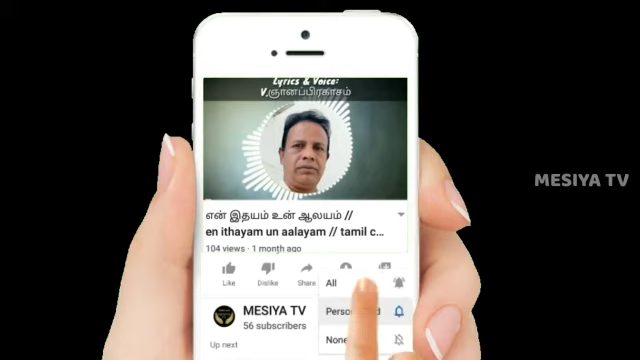 Lyrics & Voice:
V.ஞானப்பிரகாசம்
MESIYA TV
என் இதயம் உன் ஆலயம் //
en ithayam un aalayam // tamil c...
104 views · 1 month ago
Like
Dislike
Share
All
MESIYA TV
56 subscribers
None
Up next